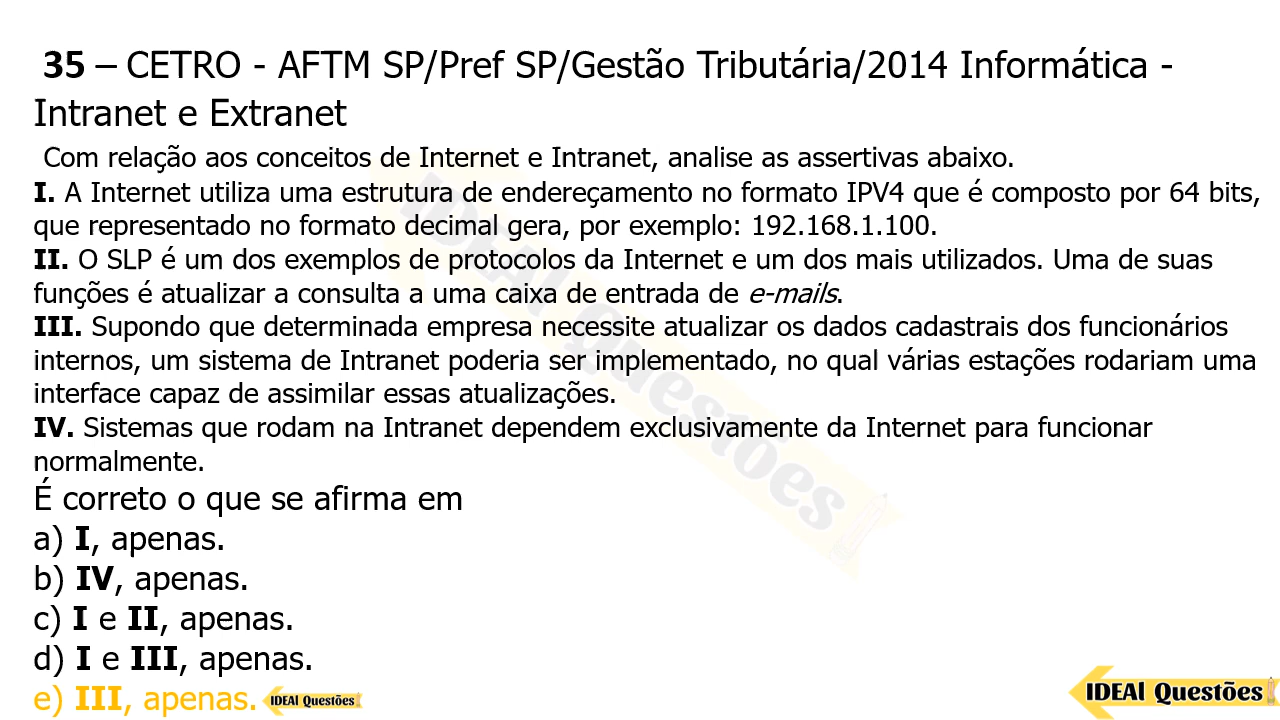 35 – CETRO - AFTM SP/Pref SP/Gestão Tributária/2014 Informática -
Intranet e Extranet
Com relação aos conceitos de Internet e Intranet, analise as assertivas abaixo.
I. A Internet utiliza uma estrutura de endereçamento no formato IPV4 que é composto por 64 bits,
que representado no formato decimal gera, por exemplo: 192.168.1.100.
II. O SLP é um dos exemplos de protocolos da Internet e um dos mais utilizados. Uma de suas
funções é atualizar a consulta a uma caixa de entrada de e-mails.
III. Supondo que determinada empresa necessite atualizar os dados cadastrais dos funcionários
internos, um sistema de Intranet poderia ser implementado, no qual várias estações rodariam uma
interface capaz de assimilar essas atualizações.
IV. Sistemas que rodam na Intranet dependem exclusivamente da Internet para funcionar
normalmente.
É correto o que se afirma em
a) I, apenas.
b) IV, apenas.
c) I e II, apenas.
d) I e III, apenas.
e) III, apenas. IDEAl Questões
IDEAl Questões
IDEAl Questões